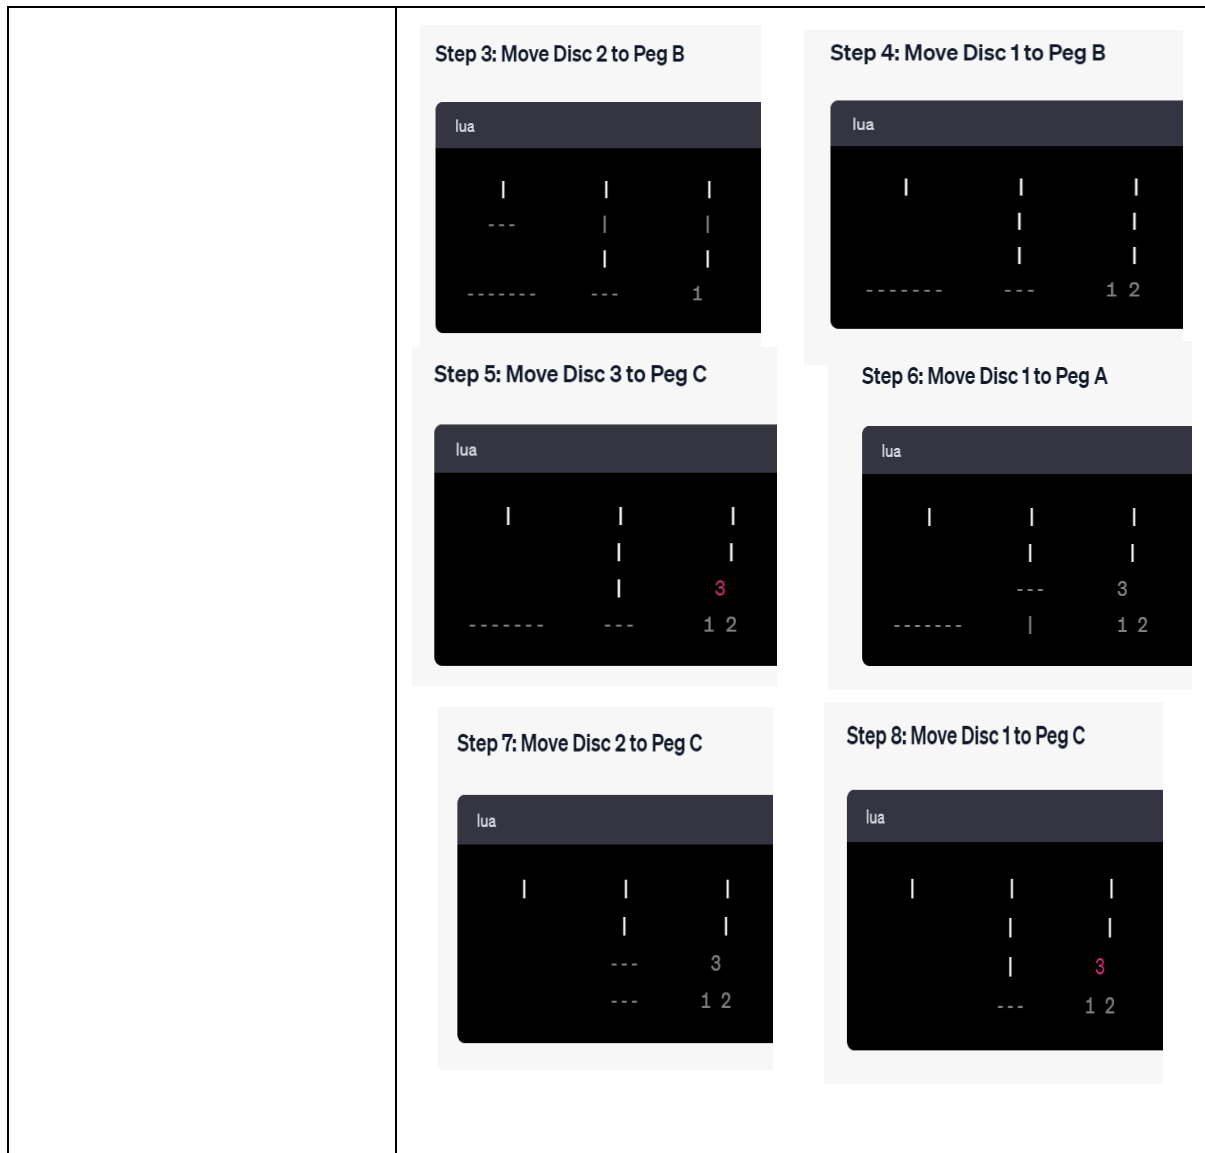 Step 3: Move Disc 2 to Peg B
lua
| | |
--- | |
| |
------- --- 1
Step 4: Move Disc 1 to Peg B
lua
| | |
| |
| |
------- --- 1 2
Step 5: Move Disc 3 to Peg C
lua
| | |
| |
| 3
------- --- 1 2
Step 6: Move Disc 1 to Peg A
lua
| | |
| |
--- 3
------- | 1 2
Step 7: Move Disc 2 to Peg C
lua
| | |
| |
--- 3
--- 1 2
Step 8: Move Disc 1 to Peg C
lua
| | |
| |
| 3
--- 1 2